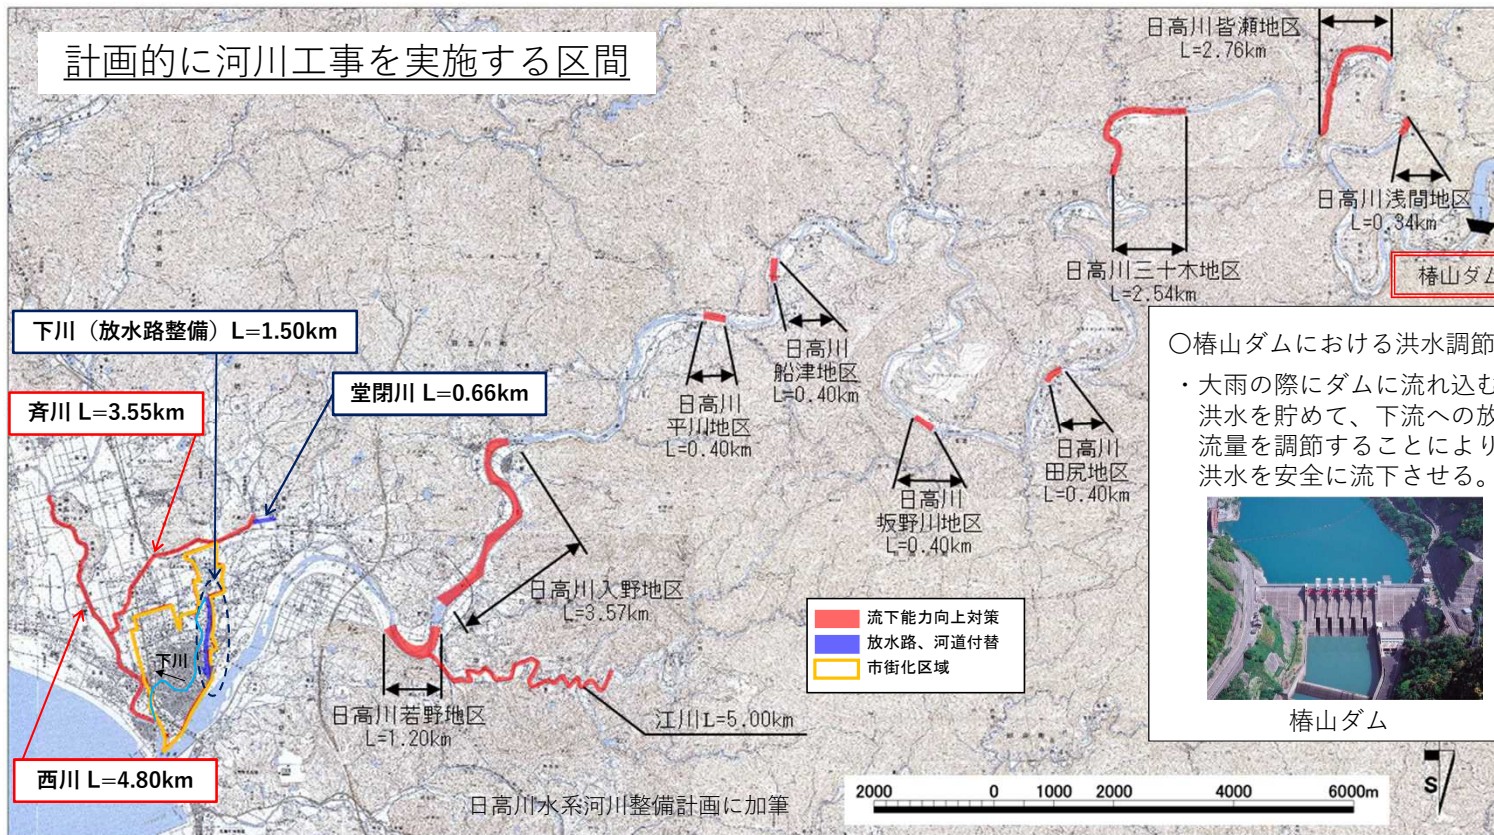 計画的に河川工事を実施する区間
日高川皆瀬地区
L=2.76km
日高川浅間地区
L=0.34km
椿山ダム
日高川三十木地区
L=2.54km
下川（放水路整備）L=1.50km
堂閉川 L=0.66km
斉川 L=3.55km
日高川
船津地区
L=0.40km
日高川
平川地区
L=0.40km
日高川
田尻地区
L=0.40km
日高川
坂野川地区
L=0.40km
〇椿山ダムにおける洪水調節
・大雨の際にダムに流れ込む
洪水を貯めて、下流への放
流量を調節することにより
洪水を安全に流下させる。
椿山ダム
日高川入野地区
L=3.57km
流下能力向上対策
放水路、河道付替
市街化区域
下川
日高川若野地区
L=1.20km
江川L=5.00km
西川 L=4.80km
日高川水系河川整備計画に加筆
2000 0 1000 2000 4000 6000m
S